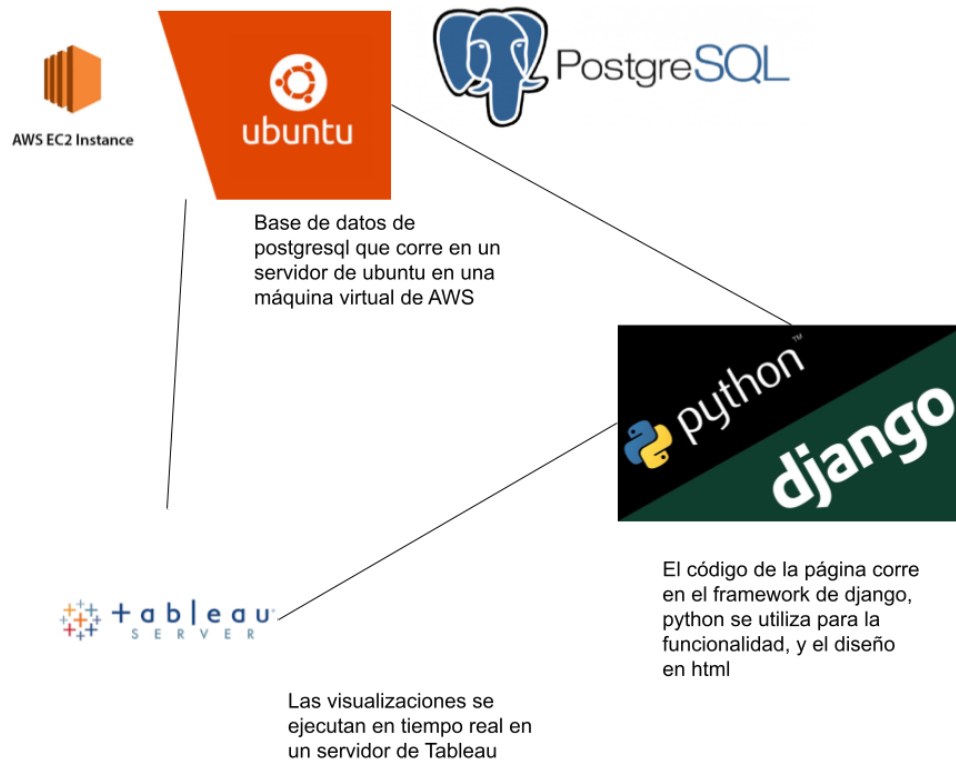 AWS EC2 Instance
ubuntu
PostgreSQL
Base de datos de
postgresql que corre en un
servidor de ubuntu en una
máquina virtual de AWS
python™
django
El código de la página corre
en el framework de django,
python se utiliza para la
funcionalidad, y el diseño
en html
+ableau
SERVER
Las visualizaciones se
ejecutan en tiempo real en
un servidor de Tableau